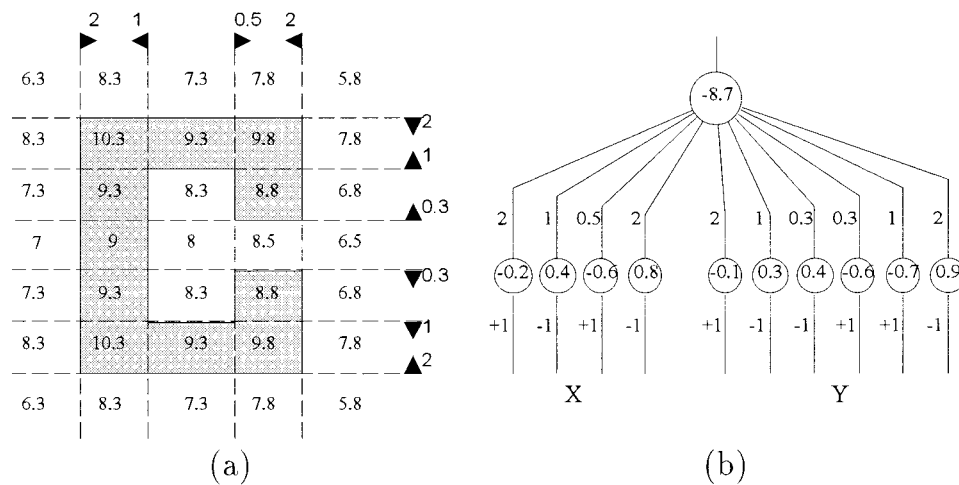 2 1 0.5 2
6.3 8.3 7.3 7.8 5.8
2
8.3 10.3 9.3 9.8 7.8
1
7.3 9.3 8.3 8.8 6.8
0.3
7 9 8 8.5 6.5
0.3
7.3 9.3 8.3 8.8 6.8
1
8.3 10.3 9.3 9.8 7.8
2
6.3 8.3 7.3 7.8 5.8
(a)
-8.7
2 1 0.5 2 2 1 0.3 0.3 1 2
-0.2 0.4 -0.6 0.8 -0.1 0.3 0.4 -0.6 -0.7 0.9
+1 -1 +1 -1 +1 -1 -1 +1 +1 -1
X Y
(b)